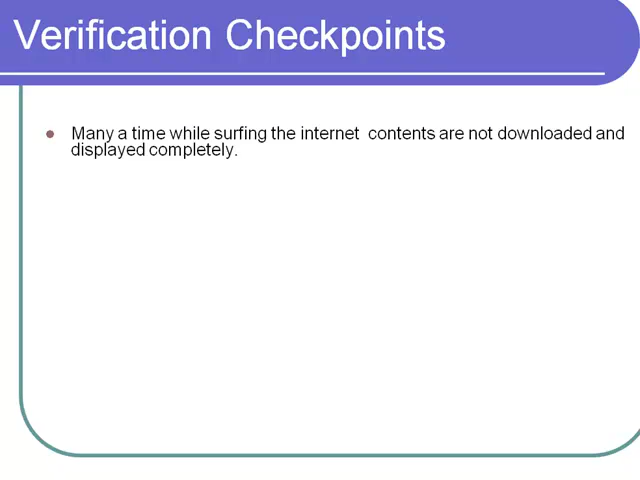 Verification Checkpoints
Many a time while surfing the internet  contents are not downloaded and
displayed completely.